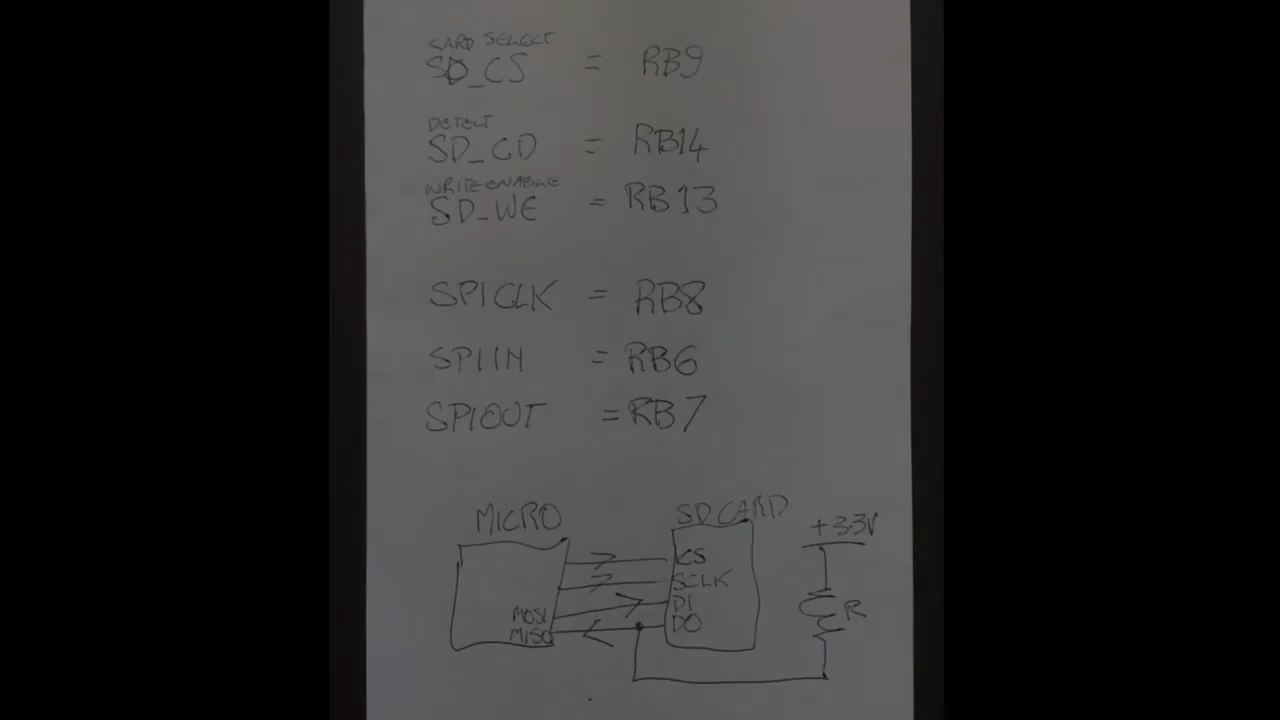 CARD SELECT
SD_CS = RB9
DETECT
SD_CD = RB14
WRITE ENABLE
SD_WE = RB13
SPICLK = RB8
SPIIN = RB6
SPIOUT = RB7
MICRO
SD CARD
+3.3V
CS
SCLK
DI
R
MOSI
DO
MISO